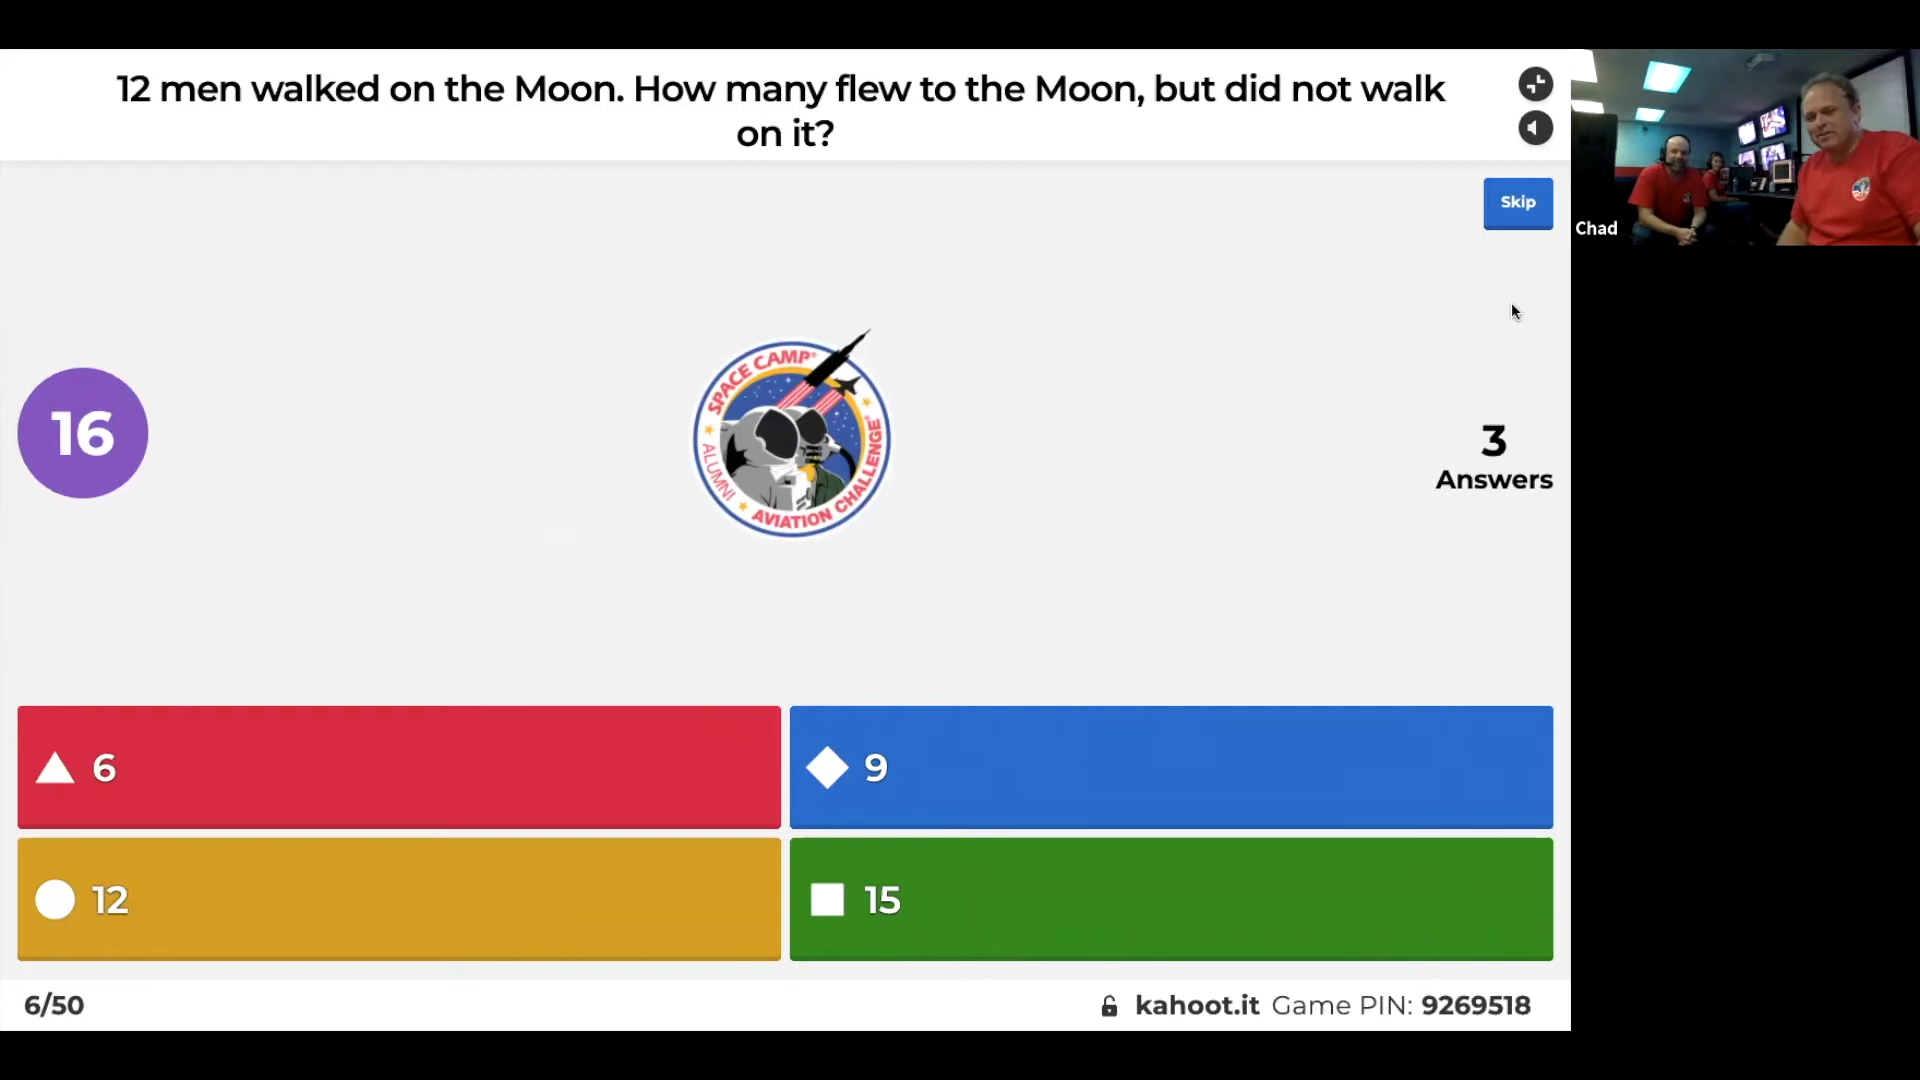 12 men walked on the Moon. How many flew to the Moon, but did not walk
on it?
Skip
Chad
16
SPACE CAMP®
ALUMNI
AVIATION CHALLENGE®
3
Answers
6
9
12
15
6/50
kahoot.it Game PIN: 9269518